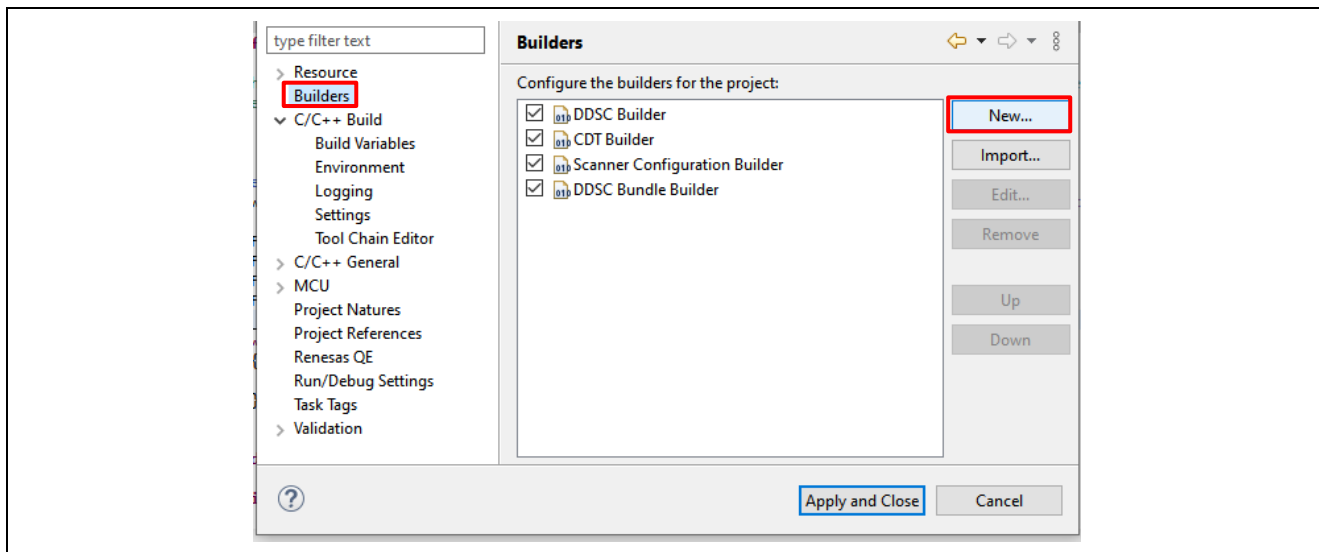 type filter text
Resource
Builders
C/C++ Build
Build Variables
Environment
Logging
Settings
Tool Chain Editor
C/C++ General
MCU
Project Natures
Project References
Renesas QE
Run/Debug Settings
Task Tags
Validation
Builders
Configure the builders for the project:
DDSC Builder
CDT Builder
Scanner Configuration Builder
DDSC Bundle Builder
New...
Import...
Edit...
Remove
Up
Down
Apply and Close
Cancel